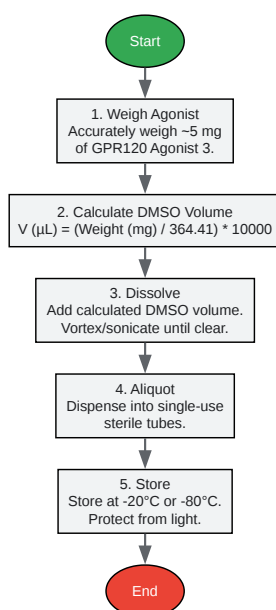 Start
1. Weigh Agonist
Accurately weigh ~5 mg
of GPR120 Agonist 3.
2. Calculate DMSO Volume
V (µL) = (Weight (mg) / 364.41) * 10000
3. Dissolve
Add calculated DMSO volume.
Vortex/sonicate until clear.
4. Aliquot
Dispense into single-use
sterile tubes.
5. Store
Store at -20°C or -80°C.
Protect from light.
End